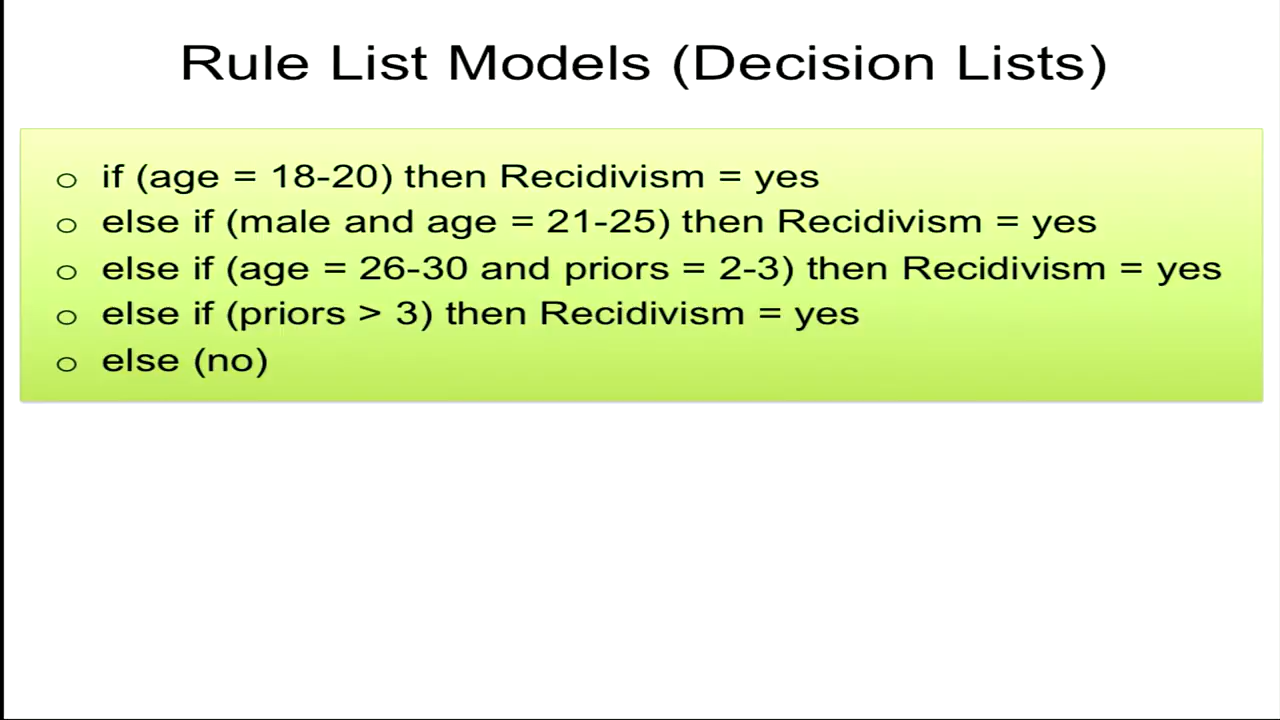 Rule List Models (Decision Lists)
o if (age = 18-20) then Recidivism = yes
o else if (male and age = 21-25) then Recidivism = yes
o else if (age = 26-30 and priors = 2-3) then Recidivism = yes
o else if (priors > 3) then Recidivism = yes
o else (no)